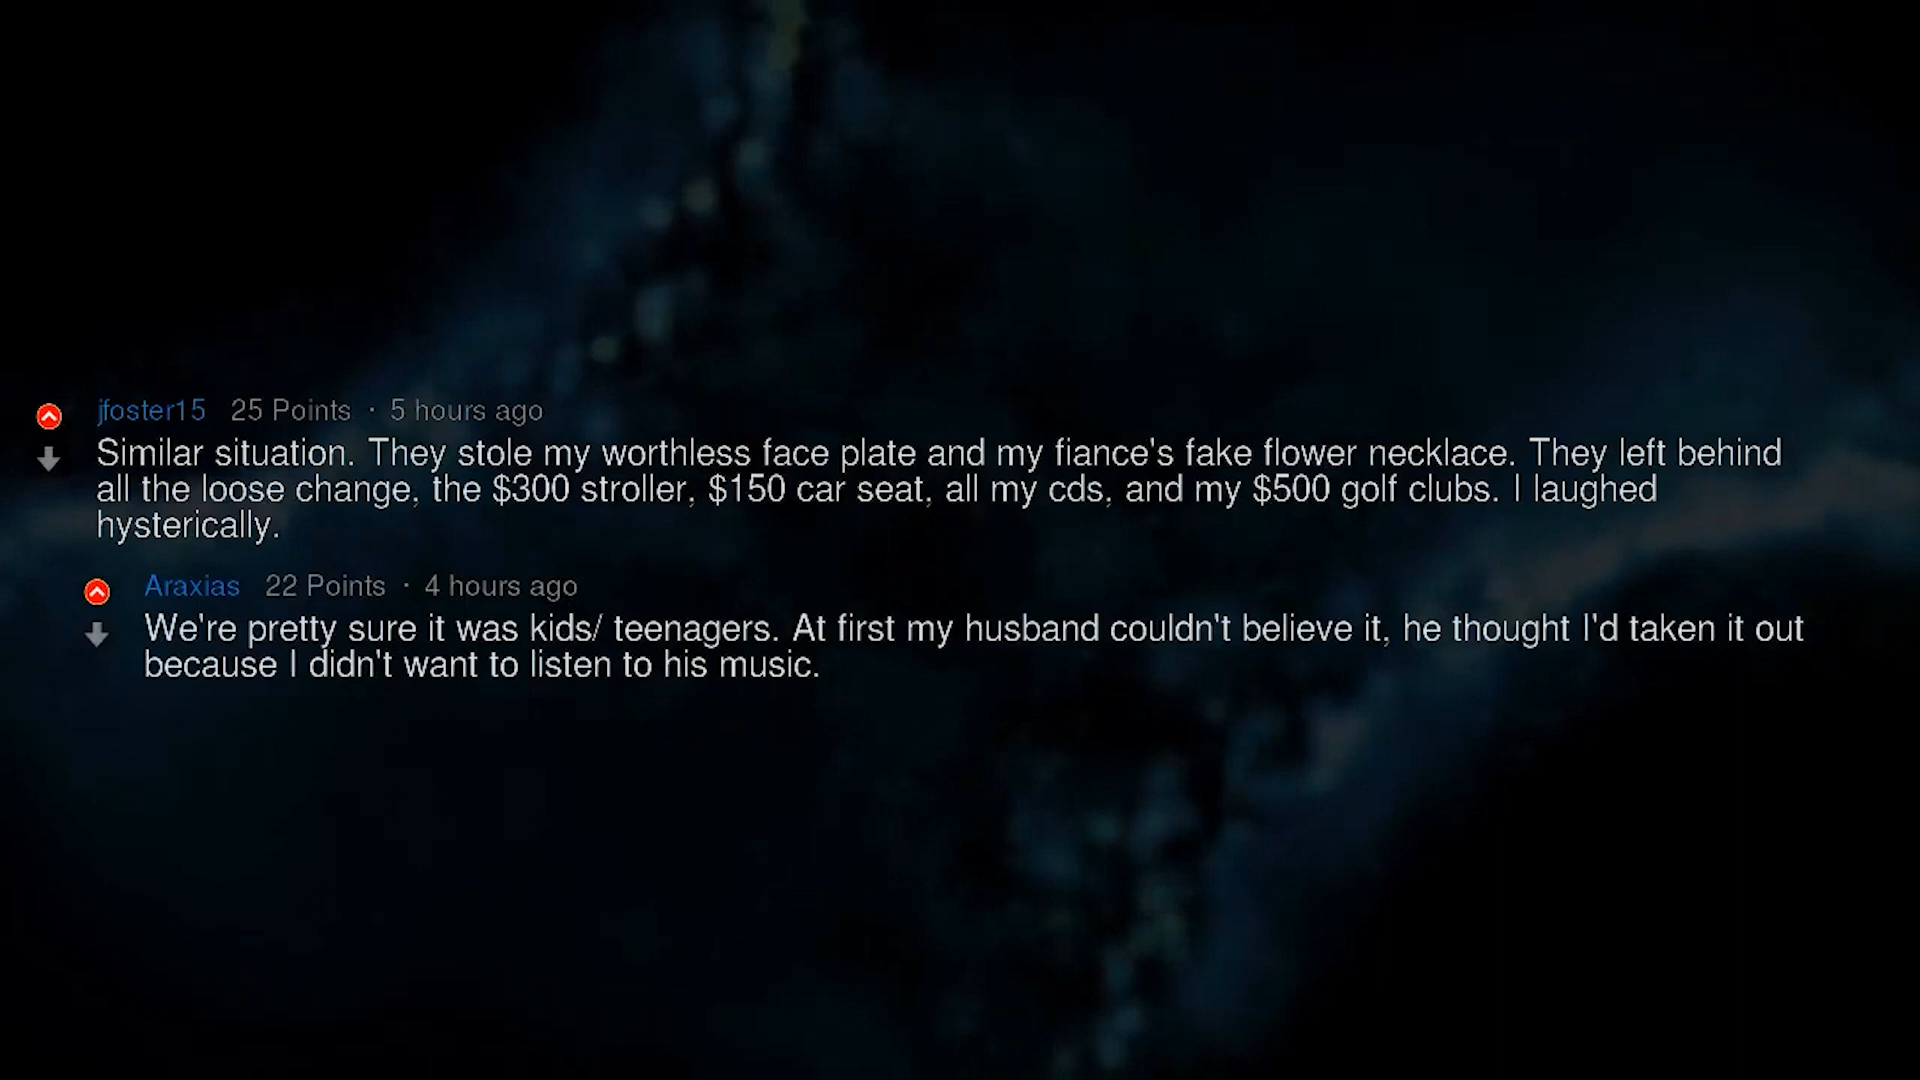 jfoster15 25 Points · 5 hours ago
Similar situation. They stole my worthless face plate and my fiance's fake flower necklace. They left behind
all the loose change, the $300 stroller, $150 car seat, all my cds, and my $500 golf clubs. I laughed
hysterically.
Araxias 22 Points · 4 hours ago
We're pretty sure it was kids/ teenagers. At first my husband couldn't believe it, he thought I'd taken it out
because I didn't want to listen to his music.